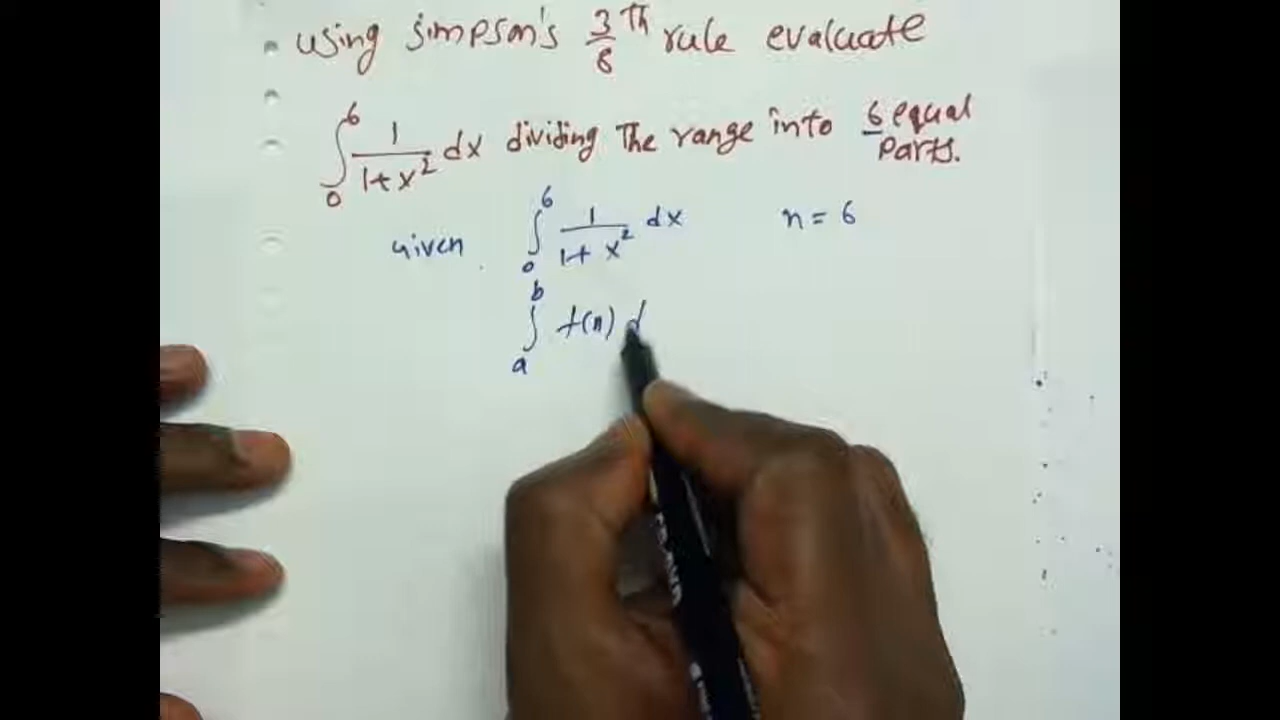 using simpson's 3/8 th rule evaluate
∫₀⁶ 1/(1+x²) dx dividing The range into 6 equal parts.
Given ∫₀⁶ 1/(1+x²) dx n = 6
∫ₐᵇ f(x) d